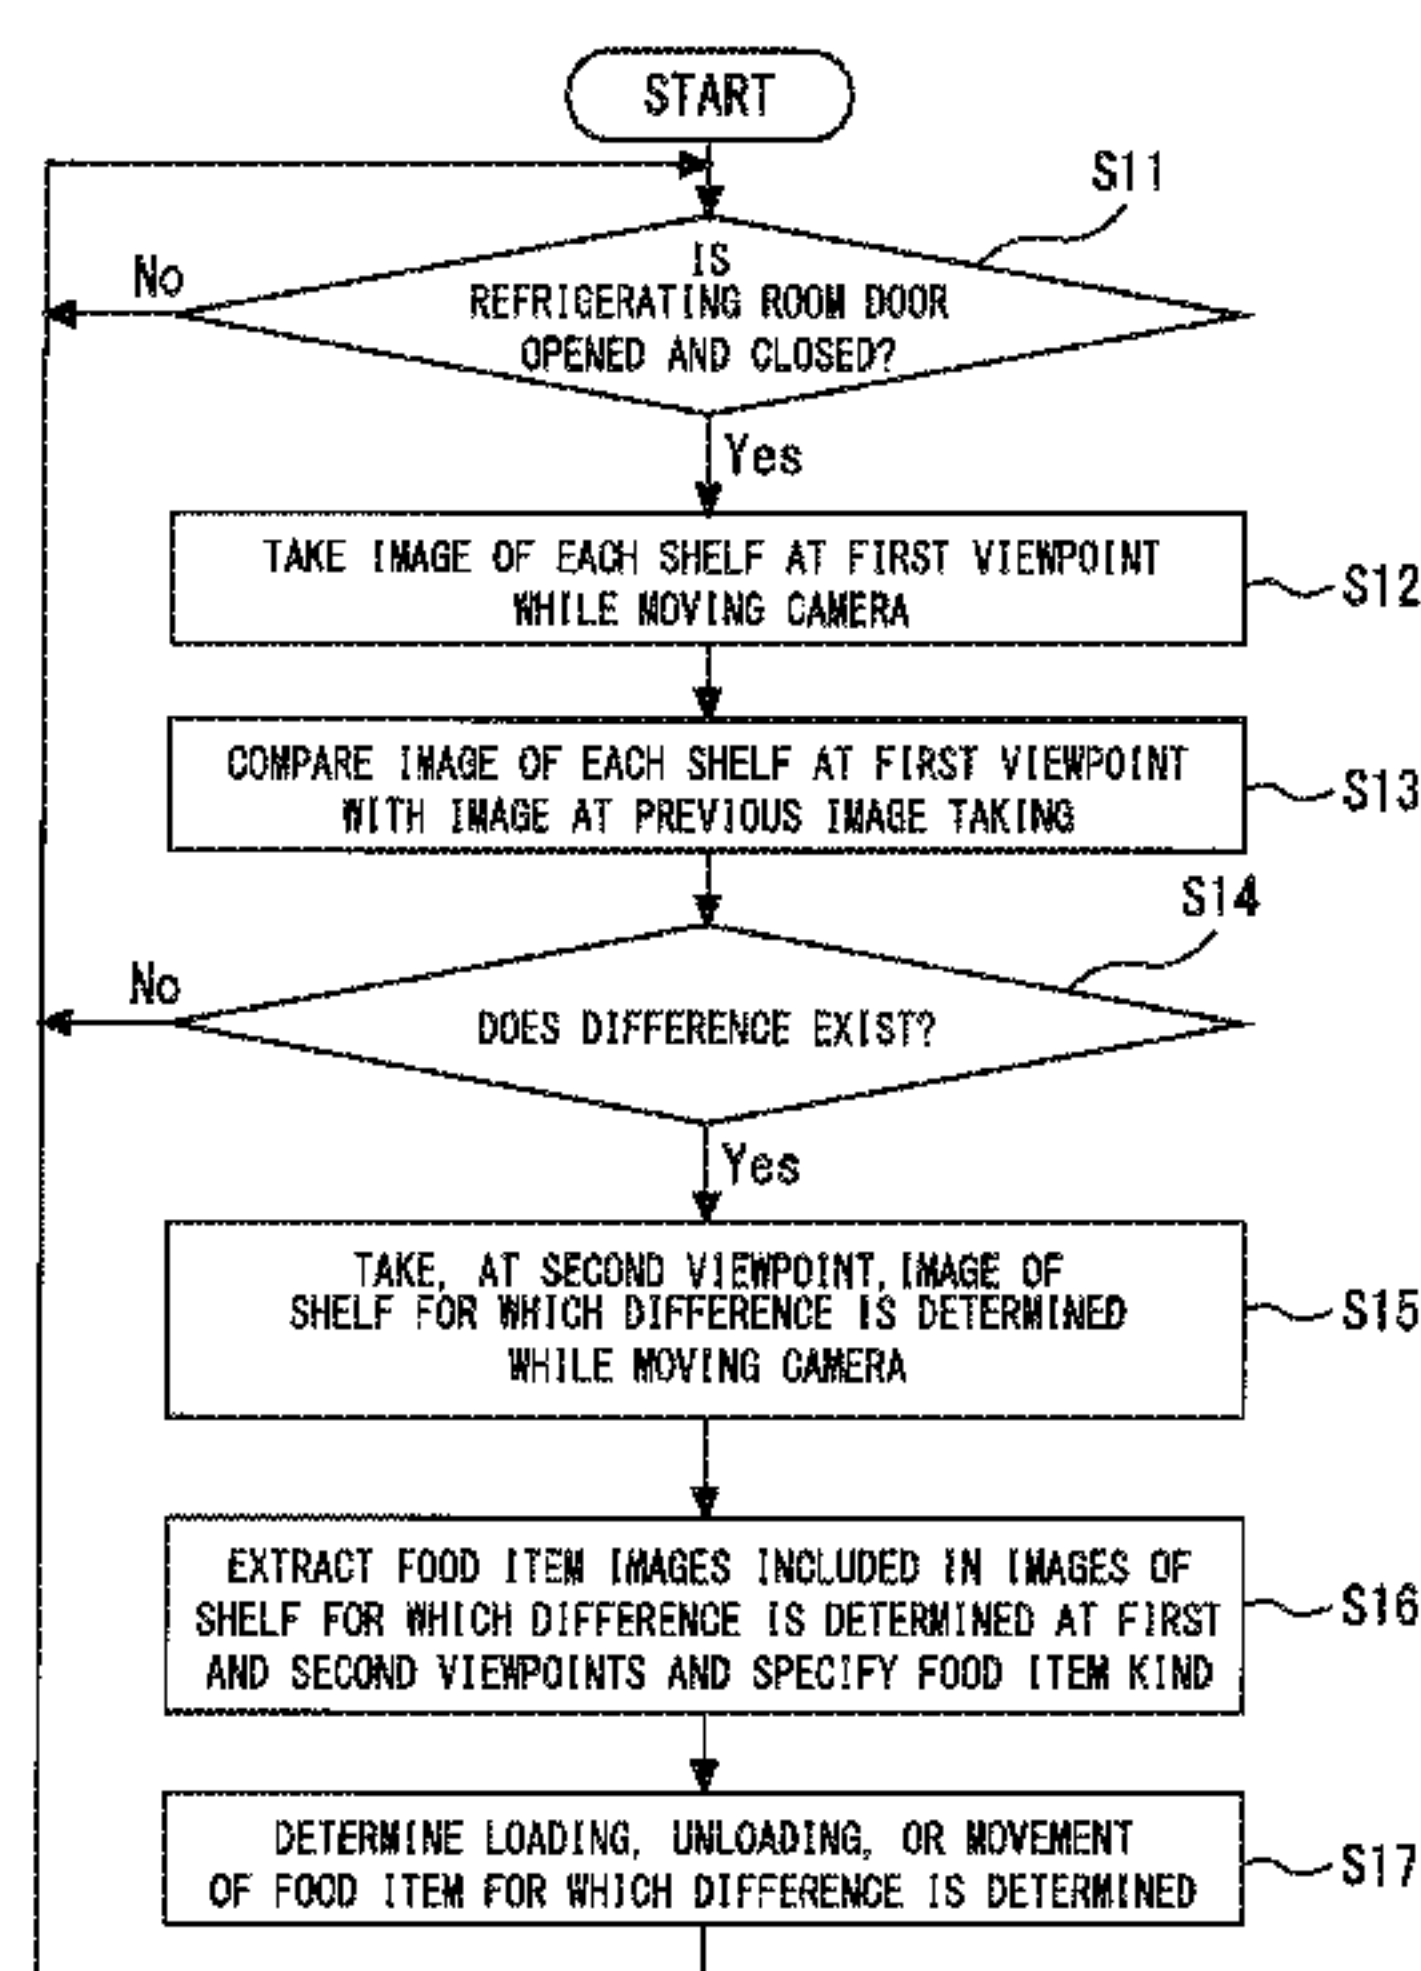 START
S11
No
IS
REFRIGERATING ROOM DOOR
OPENED AND CLOSED?
Yes
TAKE IMAGE OF EACH SHELF AT FIRST VIEWPOINT
WHILE MOVING CAMERA
S12
COMPARE IMAGE OF EACH SHELF AT FIRST VIEWPOINT
WITH IMAGE AT PREVIOUS IMAGE TAKING
S13
S14
No
DOES DIFFERENCE EXIST?
Yes
TAKE, AT SECOND VIEWPOINT, IMAGE OF
SHELF FOR WHICH DIFFERENCE IS DETERMINED
WHILE MOVING CAMERA
S15
EXTRACT FOOD ITEM IMAGES INCLUDED IN IMAGES OF
SHELF FOR WHICH DIFFERENCE IS DETERMINED AT FIRST
AND SECOND VIEWPOINTS AND SPECIFY FOOD ITEM KIND
S16
DETERMINE LOADING, UNLOADING, OR MOVEMENT
OF FOOD ITEM FOR WHICH DIFFERENCE IS DETERMINED
S17